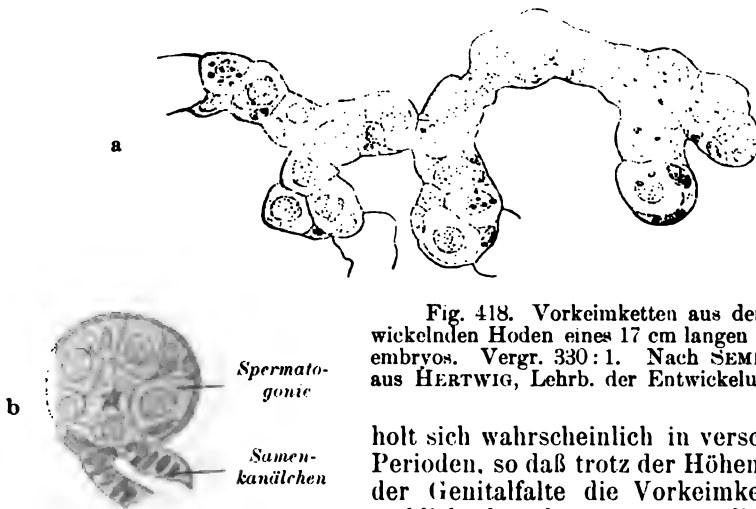 a
Fig. 418. Vorkeimketten aus de
wickelnden Hoden eines 17 cm langen
embryos. Vergr. 330 : 1. Nach SEM
aus HERTWIG, Lehrb. der Entwickelu
b
Spermato-
gonie
Samen-
kanälchen
holt sich wahrscheinlich in versc
Perioden, so daß trotz der Höhen
der Genitalfalte die Vorkeimke